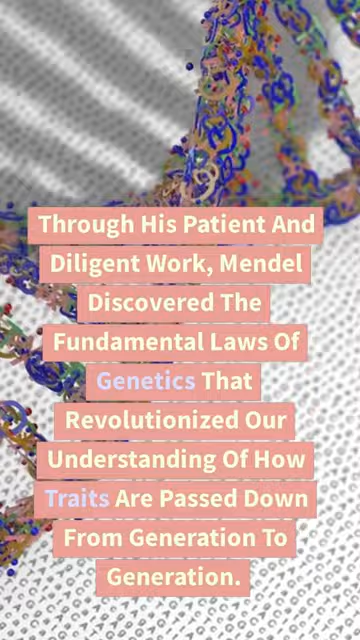 Through His Patient And
Diligent Work, Mendel
Discovered The
Fundamental Laws Of
Genetics That
Revolutionized Our
Understanding Of How
Traits Are Passed Down
From Generation To
Generation.